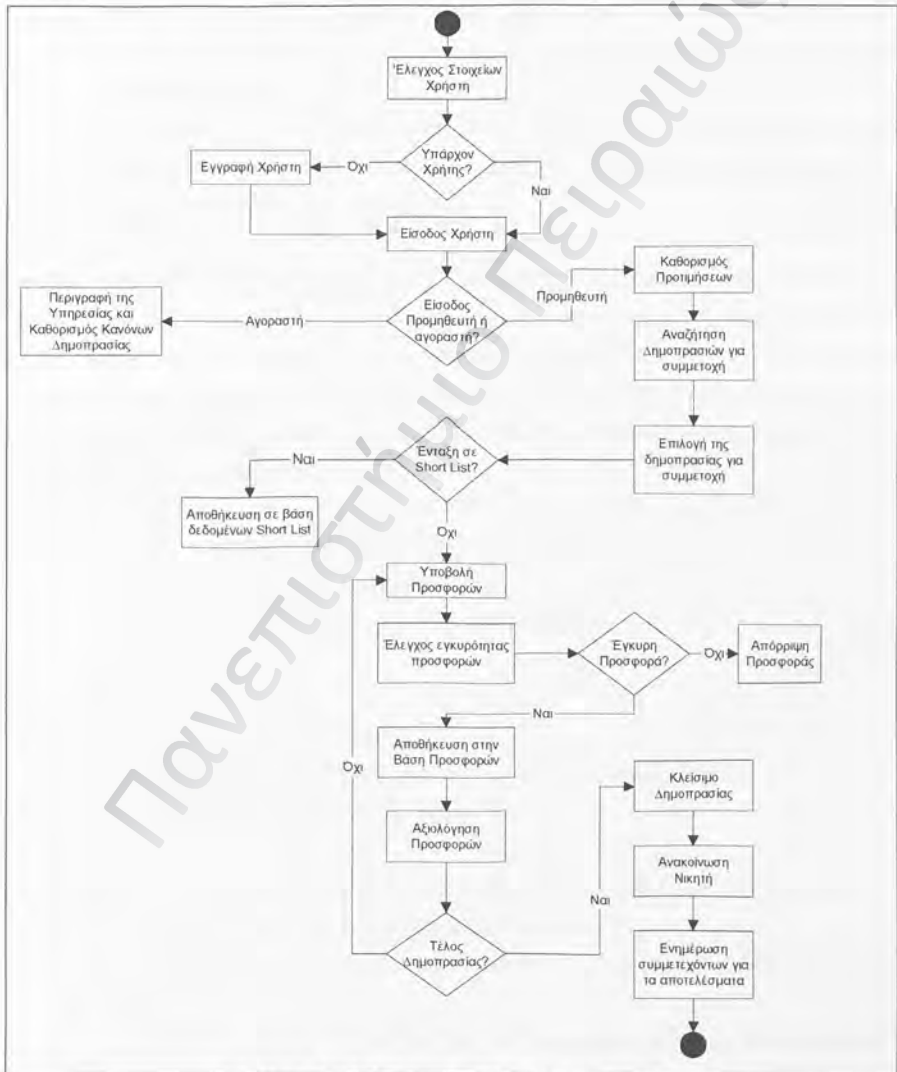 Έλεγχος Στοιχείων
Χρήστη
Υπάρχον
Χρήτης?
Όχι
Εγγραφή Χρήστη
Ναι
Είσοδος Χρήστη
Καθορισμός
Προτιμήσεων
Περιγραφή της
Υπηρεσίας και
Καθορισμός Κανόνων
Δημοπρασίας
Αγοραστή
Είσοδος
Προμηθευτή ή
αγοραστή?
Προμηθευτή
Αναζήτηση
Δημοπρασιών για
συμμετοχή
Επιλογή της
δημοπρασίας για
συμμετοχή
Ένταξη σε
Short List?
Ναι
Αποθήκευση σε βάση
δεδομένων Short List
Όχι
Υποβολή
Προσφορών
Έλεγχος εγκυρότητας
προσφορών
Έγκυρη
Προσφορά?
Όχι
Απόρριψη
Προσφοράς
Ναι
Αποθήκευση στην
Βάση Προσφορών
Όχι
Κλείσιμο
Δημοπρασίας
Αξιολόγηση
Προσφορών
Ανακοίνωση
Νικητή
Ναι
Τέλος
Δημοπρασίας?
Ενημέρωση
συμμετεχόντων για
τα αποτελέσματα
Πανεπιστήμιο Πειραιώς